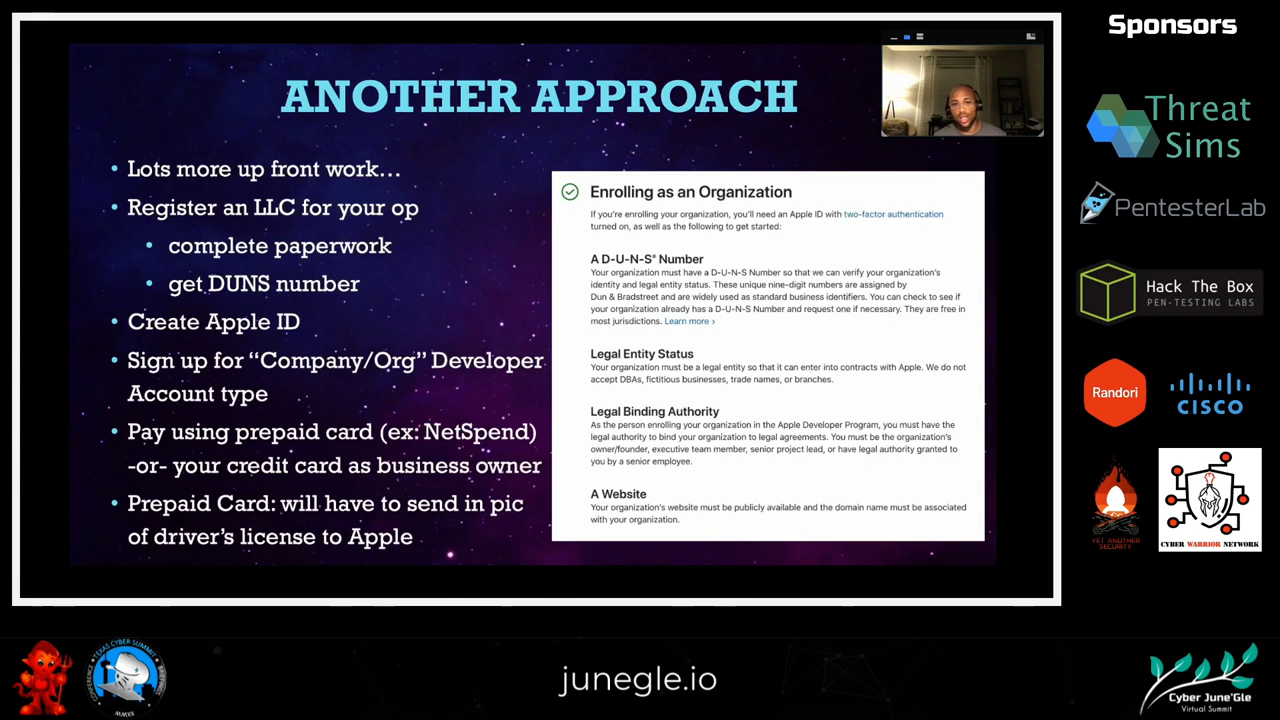 ANOTHER APPROACH
• Lots more up front work...
• Register an LLC for your op
• complete paperwork
• get DUNS number
• Create Apple ID
• Sign up for “Company/Org” Developer
Account type
• Pay using prepaid card (ex: NetSpend)
-or- your credit card as business owner
• Prepaid Card: will have to send in pic
of driver’s license to Apple
Enrolling as an Organization
If you’re enrolling your organization, you’ll need an Apple ID with two-factor authentication
turned on, as well as the following to get started:
A D-U-N-S® Number
Your organization must have a D-U-N-S Number so that we can verify your organization’s
identity and legal entity status. These unique nine-digit numbers are assigned by
Dun & Bradstreet and are widely used as standard business identifiers. You can check to see if
your organization already has a D-U-N-S Number and request one if necessary. They are free in
most jurisdictions. Learn more ›
Legal Entity Status
Your organization must be a legal entity so that it can enter into contracts with Apple. We do not
accept DBAs, fictitious businesses, trade names, or branches.
Legal Binding Authority
As the person enrolling your organization in the Apple Developer Program, you must have the
legal authority to bind your organization to legal agreements. You must be the organization’s
owner/founder, executive team member, senior project lead, or have legal authority granted to
you by a senior employee.
A Website
Your organization’s website must be publicly available and the domain name must be associated
with your organization.
Sponsors
Threat
Sims
PentesterLab
Hack The Box
PEN-TESTING LABS
Randori
CISCO
YET ANOTHER
SECURITY
CYBER WARRIOR NETWORK
TEXAS CYBER SUMMIT
CONFERENCE
MMXX
junegle.io
Cyber June'Gle
Virtual Summit